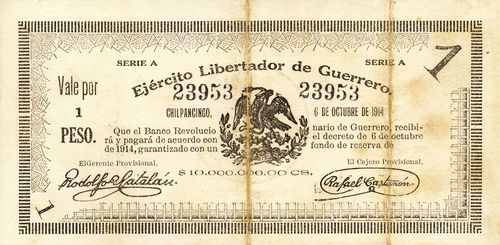 SERIE A SERIE A 1
Ejército Libertador de Guerrero.
Vale por
1
PESO.
23953 23953
CHILPANCINGO, 6 DE OCTUBRE DE 1914
Que el Banco Revolucio nario de Guerrero, recibi-
rá y pagará de acuerdo con el decreto de 6 de octubre
de 1914, garantizado con un fondo de reserva de
El Gerente Provisional, El Cajero Provisional,
$ 10.000,000.00 CS.
Rodolfo Catalán Rafael Castañón
1